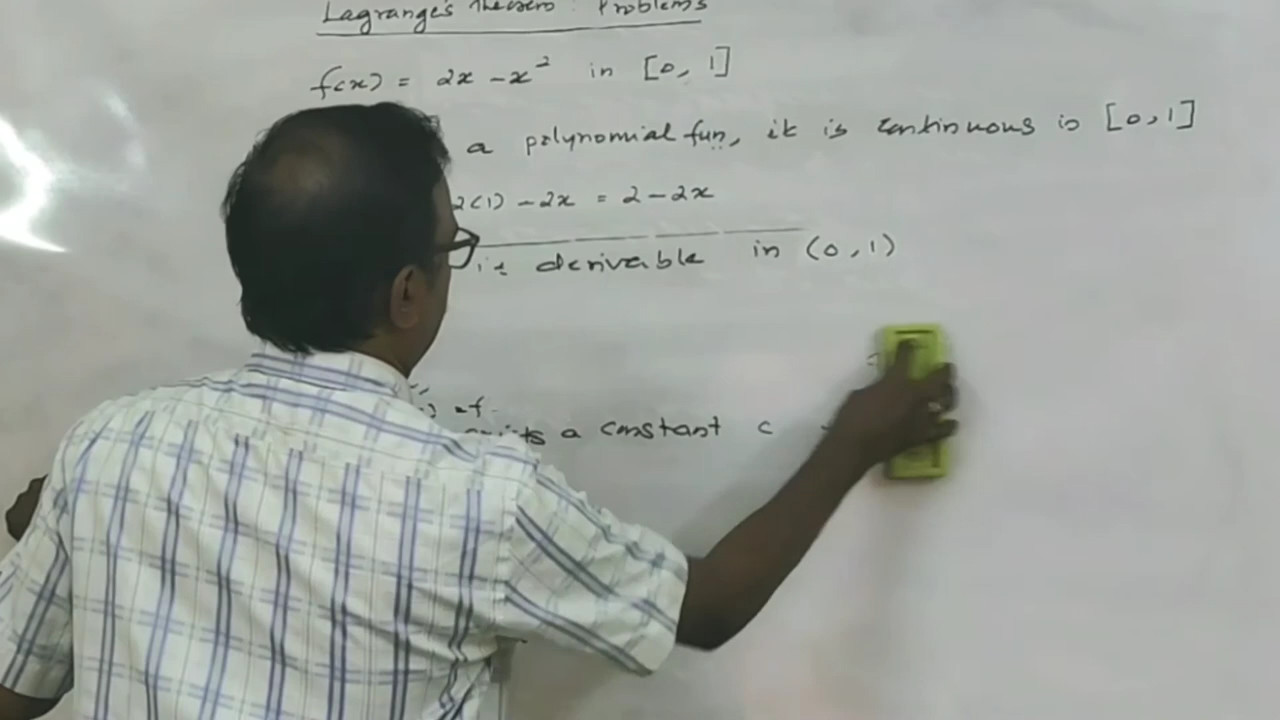 Lagrange's Theorem: Problems
f(x) = 2x - x² in [0, 1]
a polynomial fun, it is continuous in [0,1]
2(1) - 2x = 2 - 2x
is derivable in (0,1)
= f
exists a constant c